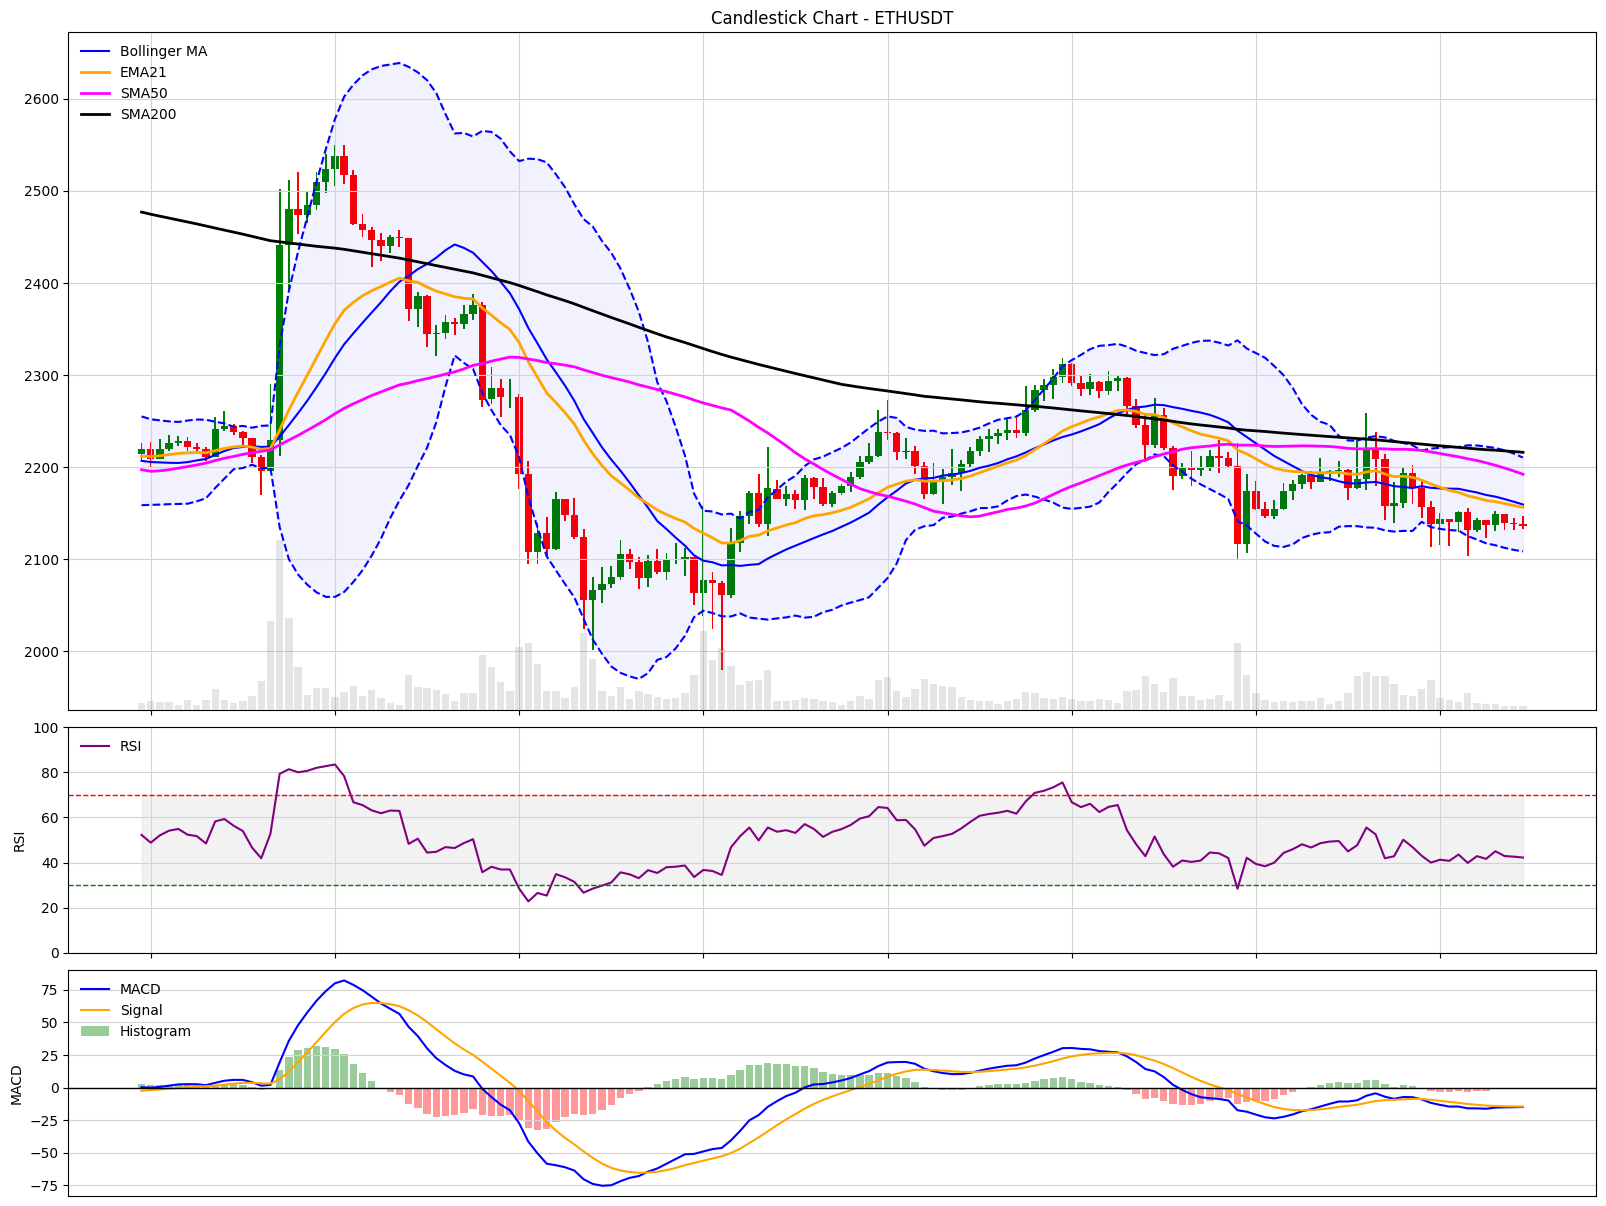 Candlestick Chart - ETHUSDT
Bollinger MA
EMA21
SMA50
SMA200
2600
2500
2400
2300
2200
2100
2000
RSI
100
80
60
40
20
0
RSI
MACD
Signal
Histogram
75
50
25
0
−25
−50
−75
MACD